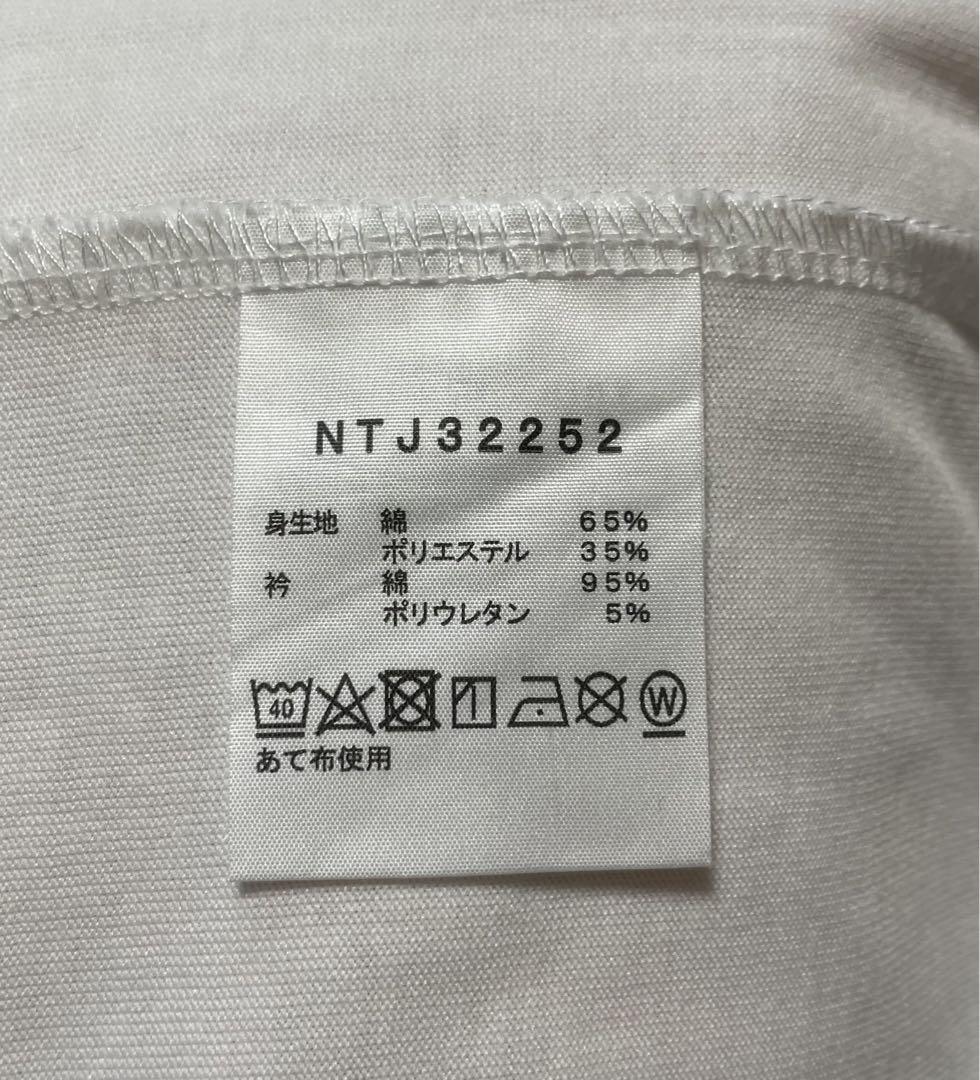 NTJ32252
身生地 綿 65%
ポリエステル 35%
衿 綿 95%
ポリウレタン 5%
40 W
あて布使用